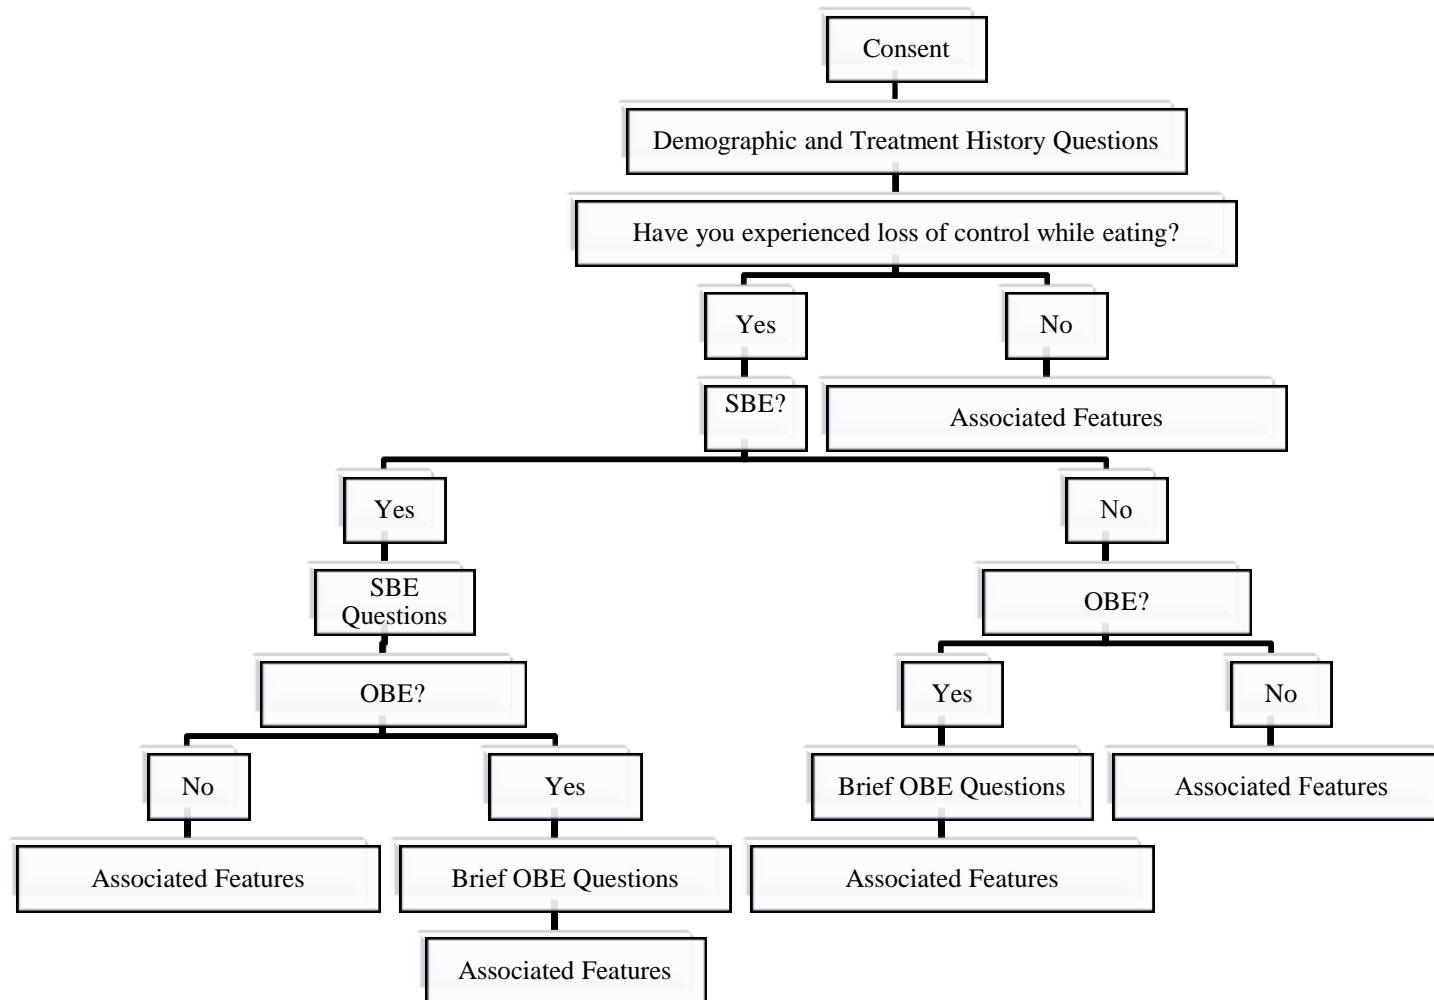 Consent
Demographic and Treatment History Questions
Have you experienced loss of control while eating?
Yes
No
SBE?
Associated Features
Yes
No
SBE
Questions
OBE?
OBE?
Yes
No
No
Yes
Brief OBE Questions
Associated Features
Associated Features
Brief OBE Questions
Associated Features
Associated Features